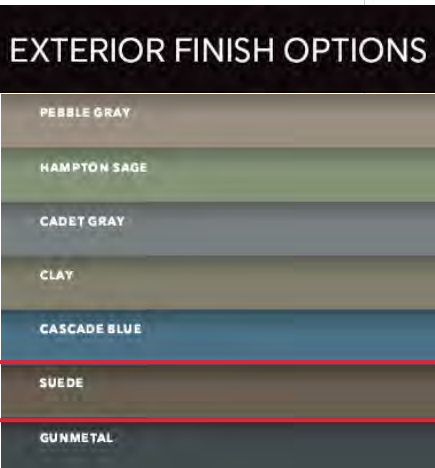 EXTERIOR FINISH OPTIONS
PEBBLE GRAY
HAMPTON SAGE
CADET GRAY
CLAY
CASCADE BLUE
SUEDE
GUNMETAL